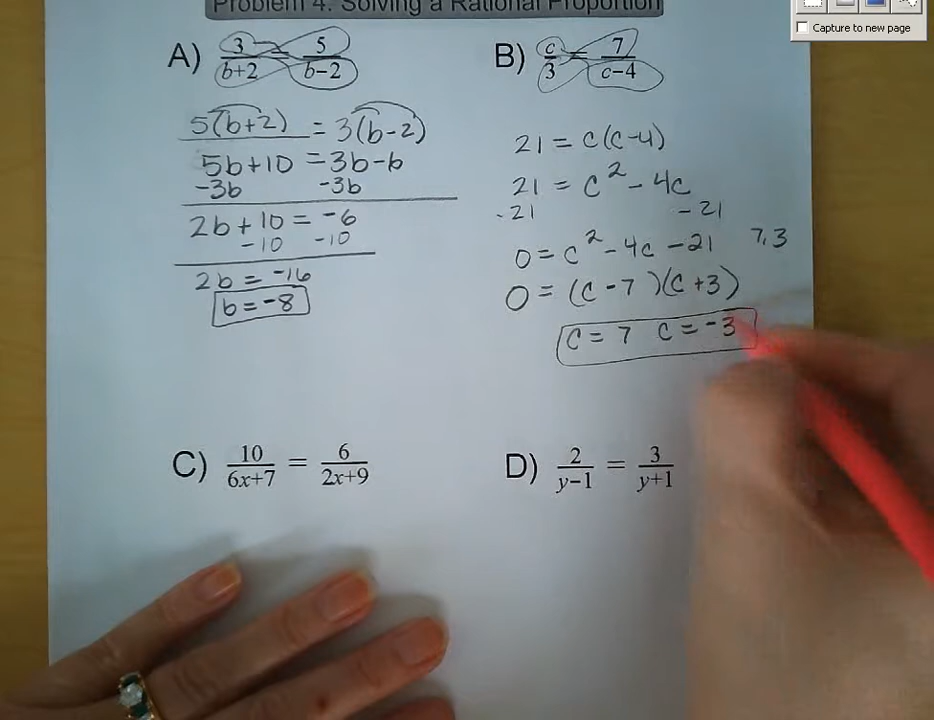 Problem 4: Solving a Rational Proportion
Capture to new page
A) 3/b+2 = 5/b−2
5(b+2) = 3(b-2)
5b+10 = 3b-6
-3b -3b
2b+10 = -6
-10 -10
2b = -16
b = -8
B) c/3 = 7/c−4
21 = c(c-4)
21 = c² - 4c
-21 -21
0 = c² - 4c - 21 7,3
0 = (c - 7)(c + 3)
c = 7 c = -3
C) 10/6x+7 = 6/2x+9
D) 2/y−1 = 3/y+1